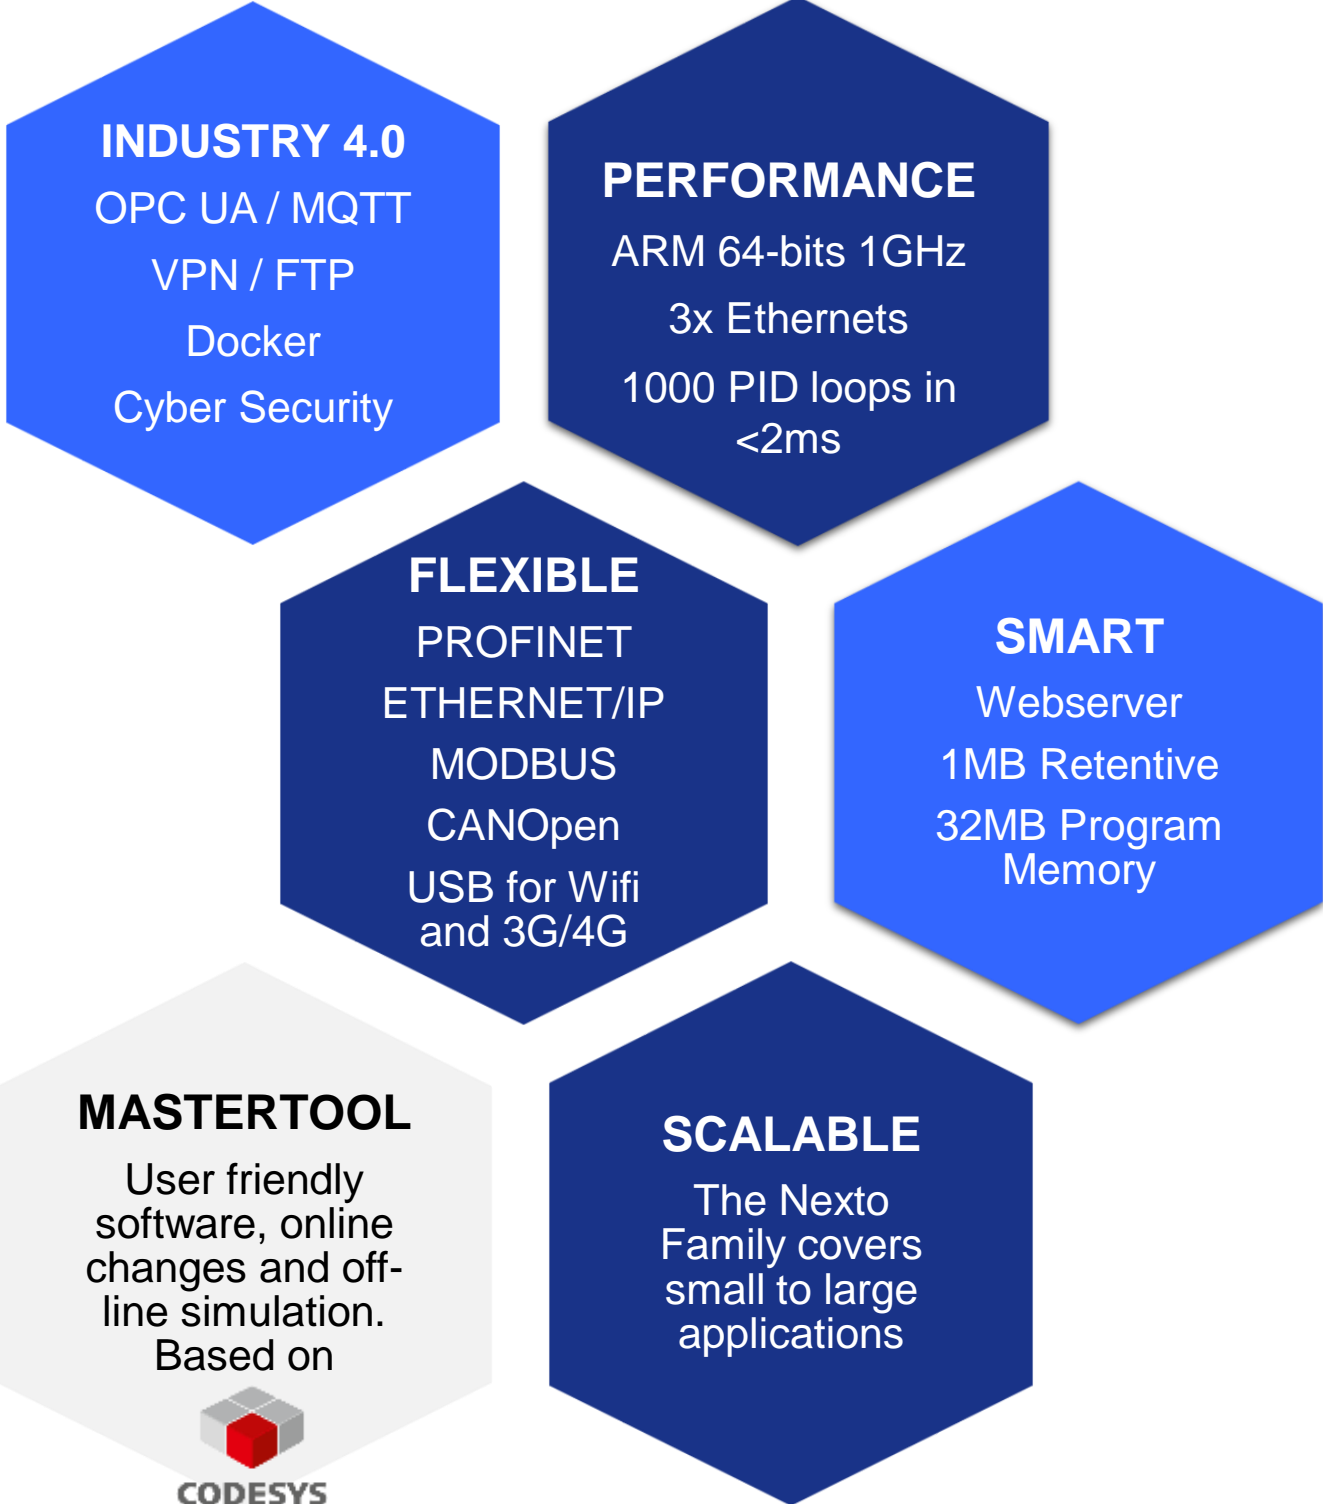 INDUSTRY 4.0
OPC UA / MQTT
VPN / FTP
Docker
Cyber Security
PERFORMANCE
ARM 64-bits 1GHz
3x Ethernets
1000 PID loops in
<2ms
FLEXIBLE
PROFINET
ETHERNET/IP
MODBUS
CANOpen
USB for Wifi
and 3G/4G
SMART
Webserver
1MB Retentive
32MB Program
Memory
MASTERTOOL
User friendly
software, online
changes and off-
line simulation.
Based on
CODESYS
SCALABLE
The Nexto
Family covers
small to large
applications